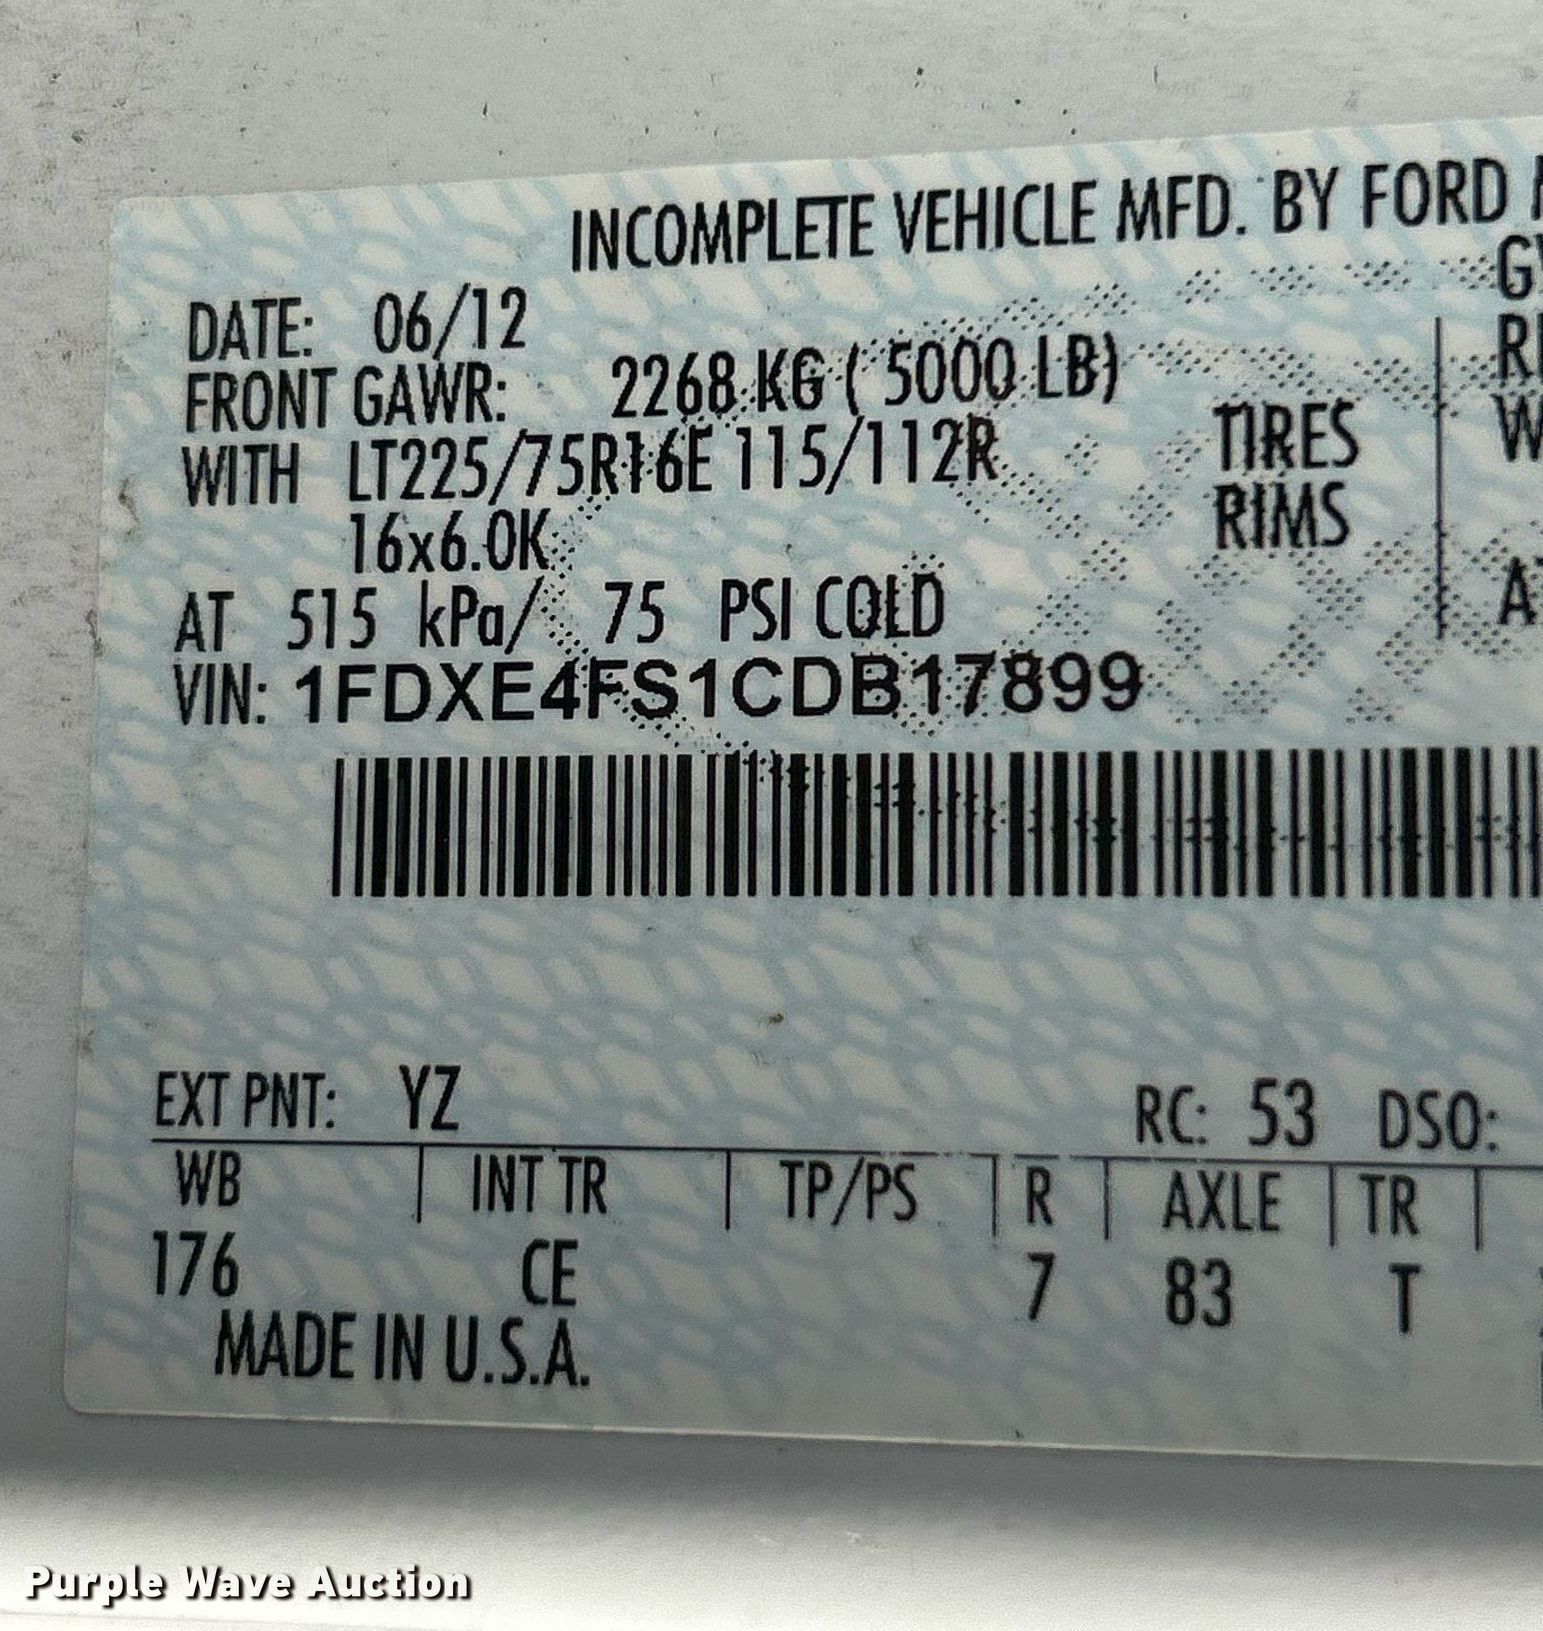 INCOMPLETE VEHICLE MFD. BY FORD
DATE: 06/12
FRONT GAWR: 2268 KG ( 5000 LB)
WITH LT225/75R16E 115/112R TIRES
16x6.0K RIMS
AT 515 kPa/ 75 PSI COLD
VIN: 1FDXE4FS1CDB17899
EXT PNT: YZ RC: 53 DSO:
WB | INT TR | TP/PS | R | AXLE | TR |
176 CE 7 83 T
MADE IN U.S.A.
Purple Wave Auction